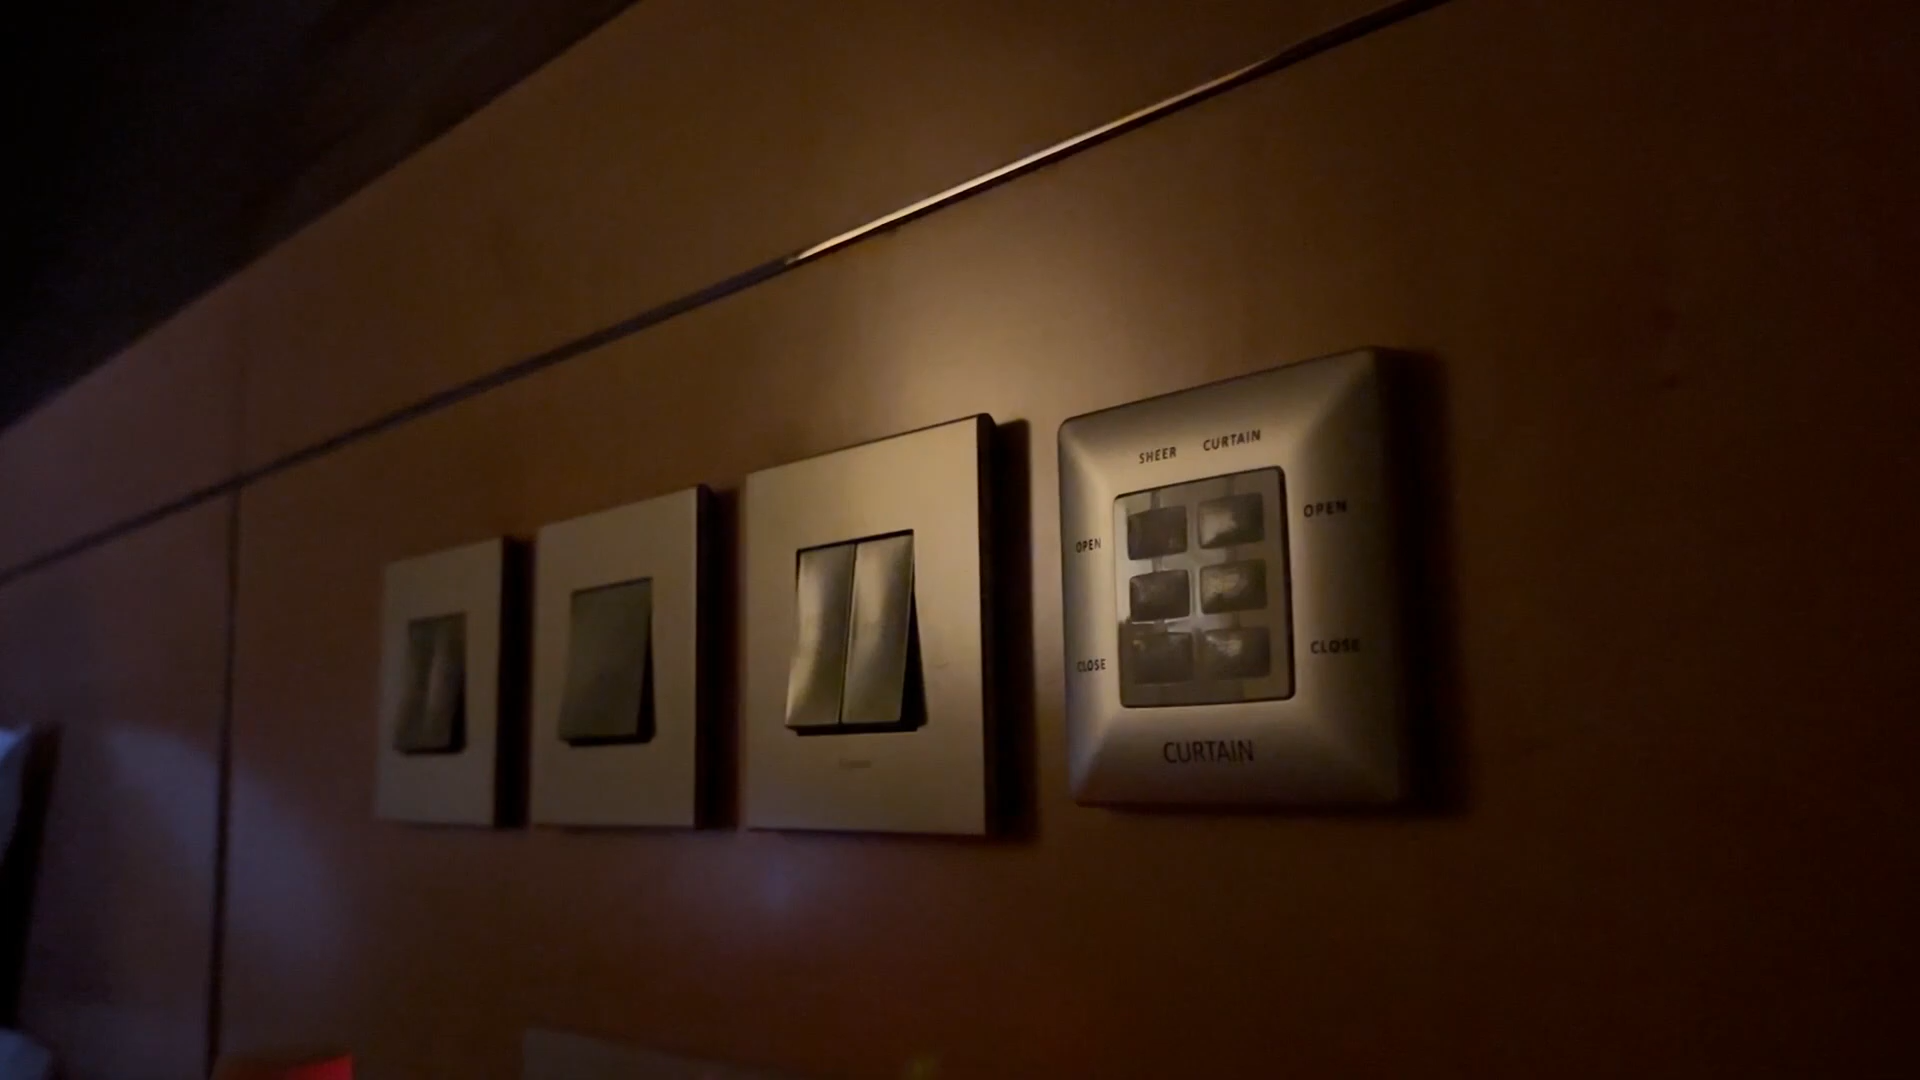 SHEER CURTAIN
OPEN
OPEN
CLOSE
CLOSE
CURTAIN